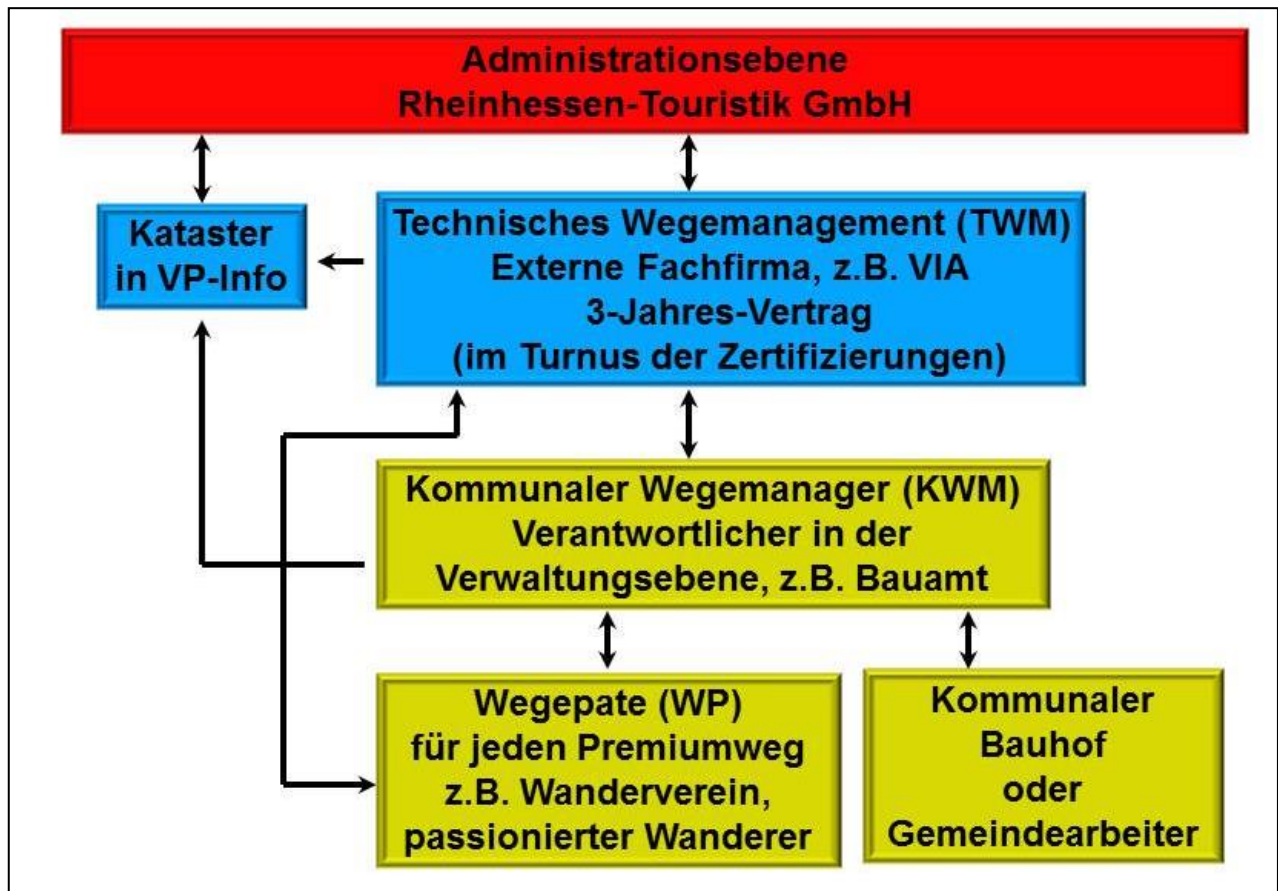 Administrationsebene
Rheinhessen-Touristik GmbH
Kataster
in VP-Info
Technisches Wegemanagement (TWM)
Externe Fachfirma, z.B. VIA
3-Jahres-Vertrag
(im Turnus der Zertifizierungen)
Kommunaler Wegemanager (KWM)
Verantwortlicher in der
Verwaltungsebene, z.B. Bauamt
Wegepate (WP)
für jeden Premiumweg
z.B. Wanderverein,
passionierter Wanderer
Kommunaler
Bauhof
oder
Gemeindearbeiter